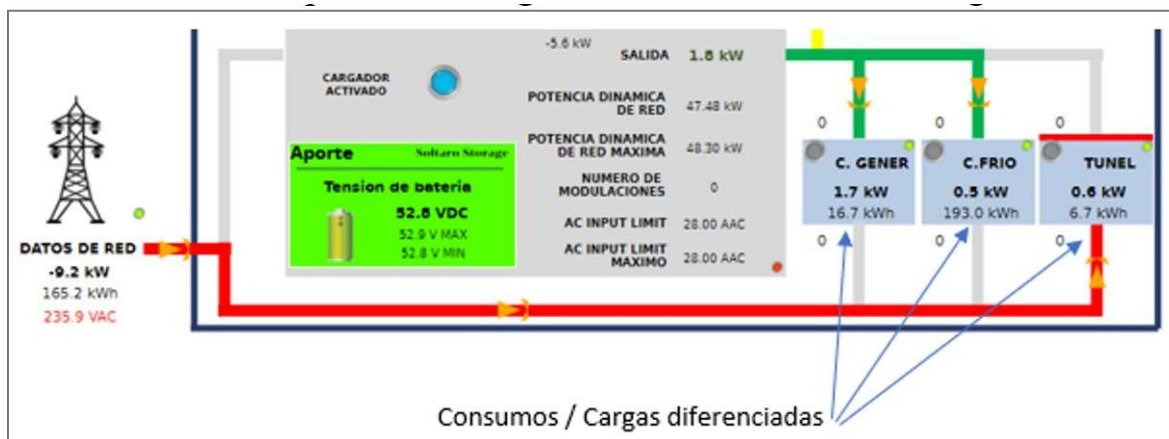 -5.6 kW
SALIDA 1.8 kW
CARGADOR
ACTIVADO
POTENCIA DINAMICA
DE RED 47.48 kW
POTENCIA DINAMICA
DE RED MAXIMA 48.30 kW
NUMERO DE
MODULACIONES 0
AC INPUT LIMIT 28.00 AAC
AC INPUT LIMIT
MAXIMO 28.00 AAC
Aporte Soltaro Storage
Tension de bateria
52.8 VDC
52.9 V MAX
52.8 V MIN
DATOS DE RED
-9.2 kW
165.2 kWh
235.9 VAC
0 0 0
C. GENER
1.7 kW
16.7 kWh
0
C.FRIO
0.5 kW
193.0 kWh
0
TUNEL
0.6 kW
6.7 kWh
0
Consumos / Cargas diferenciadas